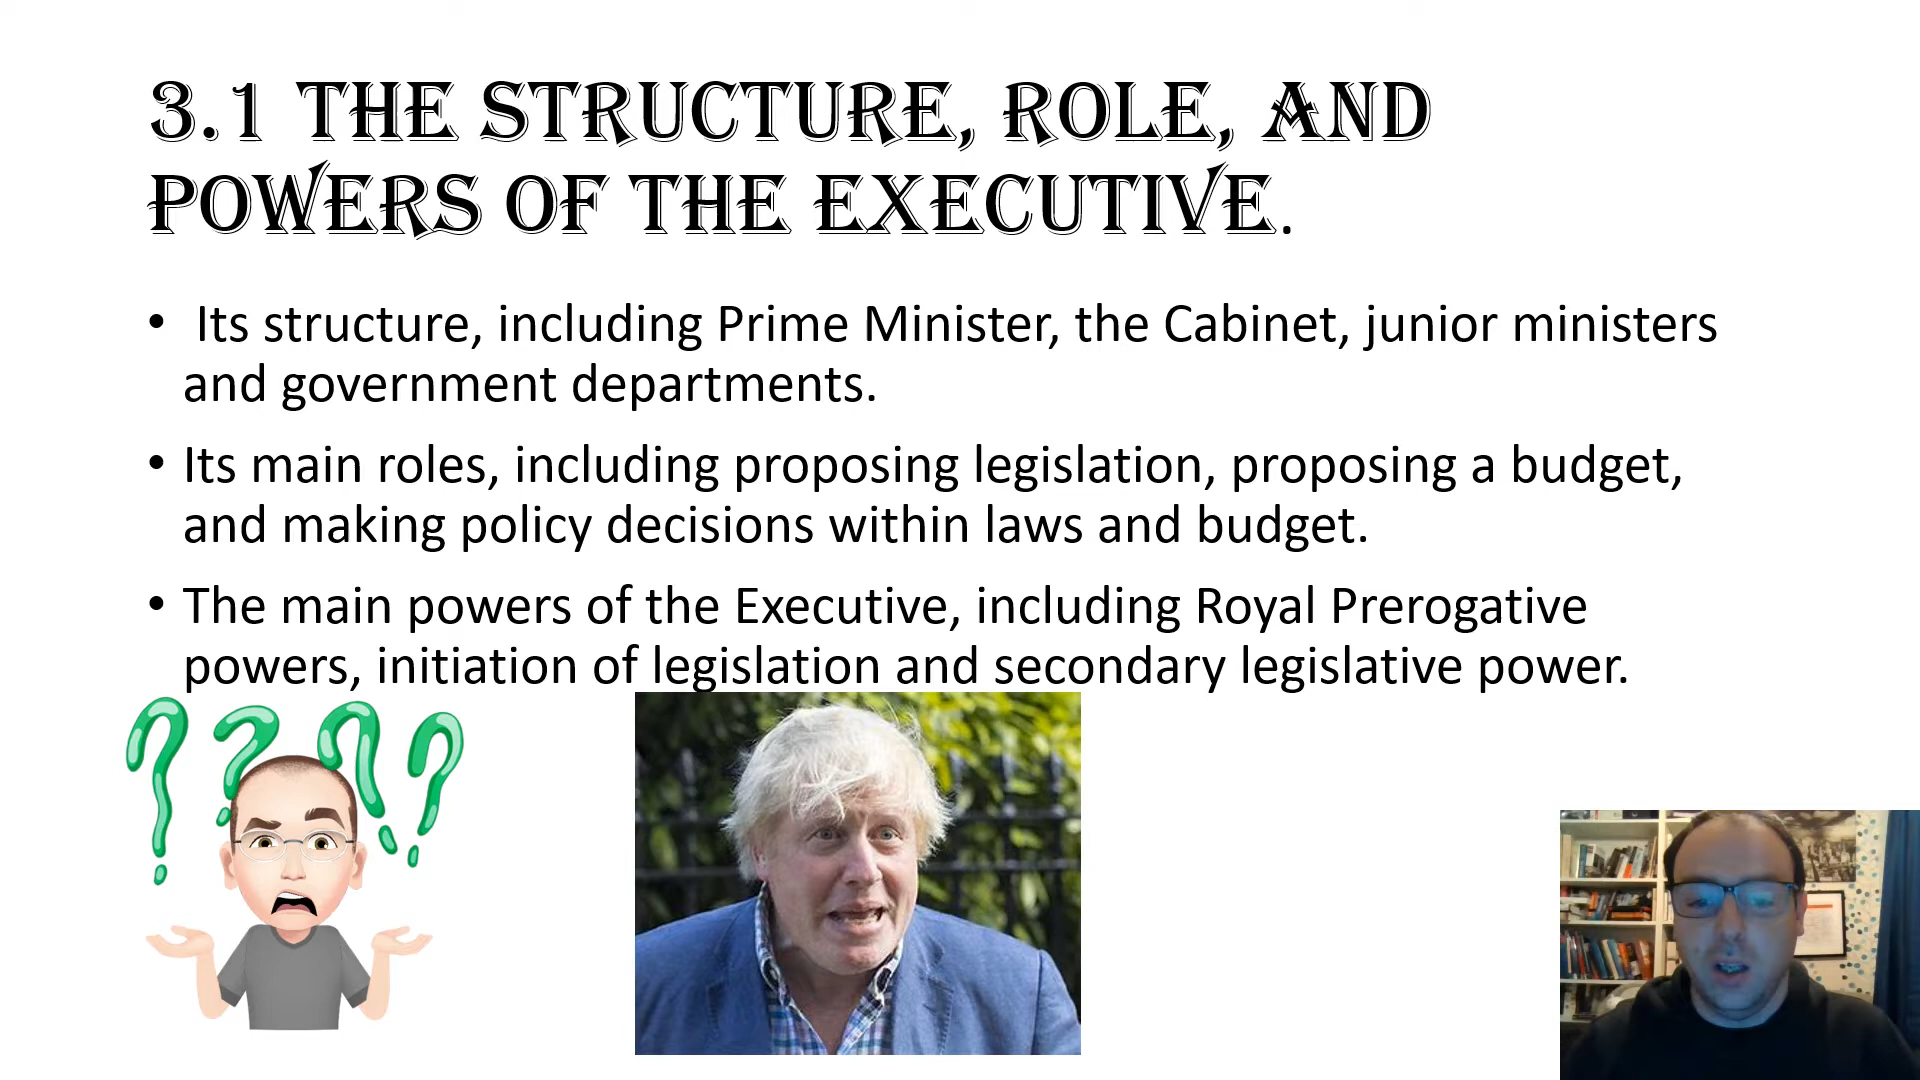 3.1 THE STRUCTURE, ROLE, AND
POWERS OF THE EXECUTIVE.
• Its structure, including Prime Minister, the Cabinet, junior ministers
and government departments.
• Its main roles, including proposing legislation, proposing a budget,
and making policy decisions within laws and budget.
• The main powers of the Executive, including Royal Prerogative
powers, initiation of legislation and secondary legislative power.
????